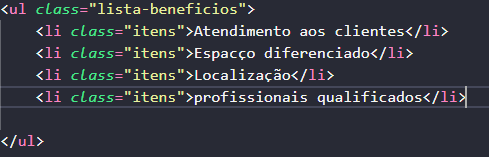 <ul class="lista-beneficios">
<li class="itens">Atendimento aos clientes</li>
<li class="itens">Espacço diferenciado</li>
<li class="itens">Localização</li>
<li class="itens">profissionais qualificados</li>
</ul>